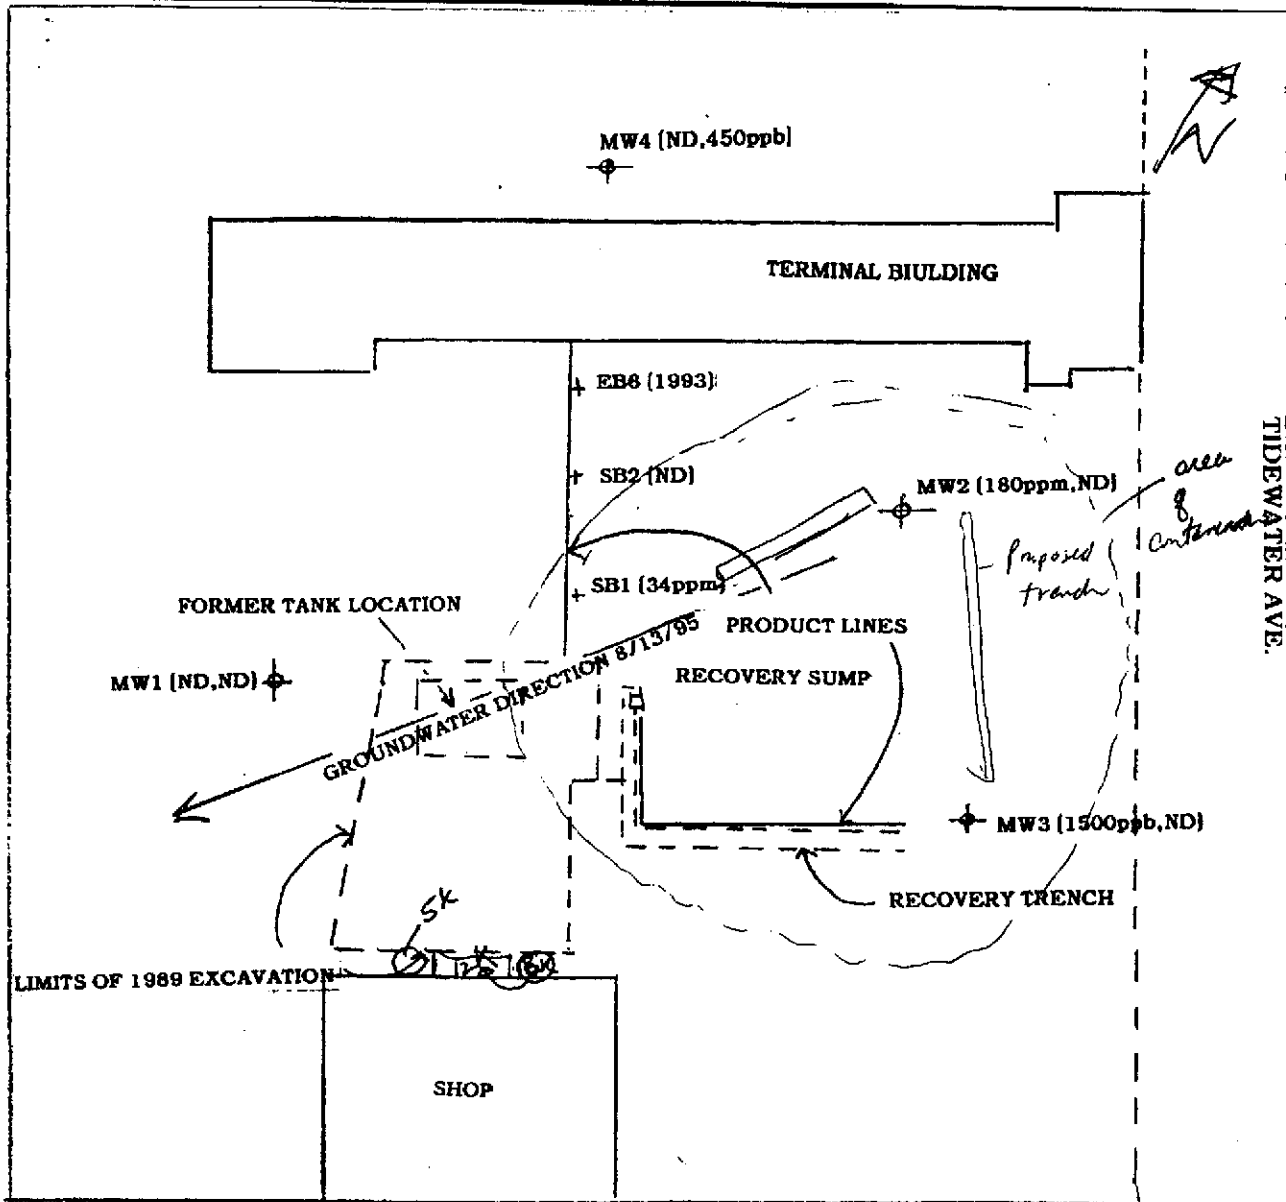 N
MW4 (ND,450ppb)
TERMINAL BIULDING
TIDEWATER AVE.
EB6 (1993)
SB2 (ND)
MW2 (180ppm,ND)
area
of
Proposed
trench
SB1 (34ppm)
FORMER TANK LOCATION
PRODUCT LINES
RECOVERY SUMP
MW1 (ND,ND)
GROUNDWATER DIRECTION 8/13/95
MW3 (1500ppb,ND)
RECOVERY TRENCH
5K
LIMITS OF 1989 EXCAVATION
SHOP